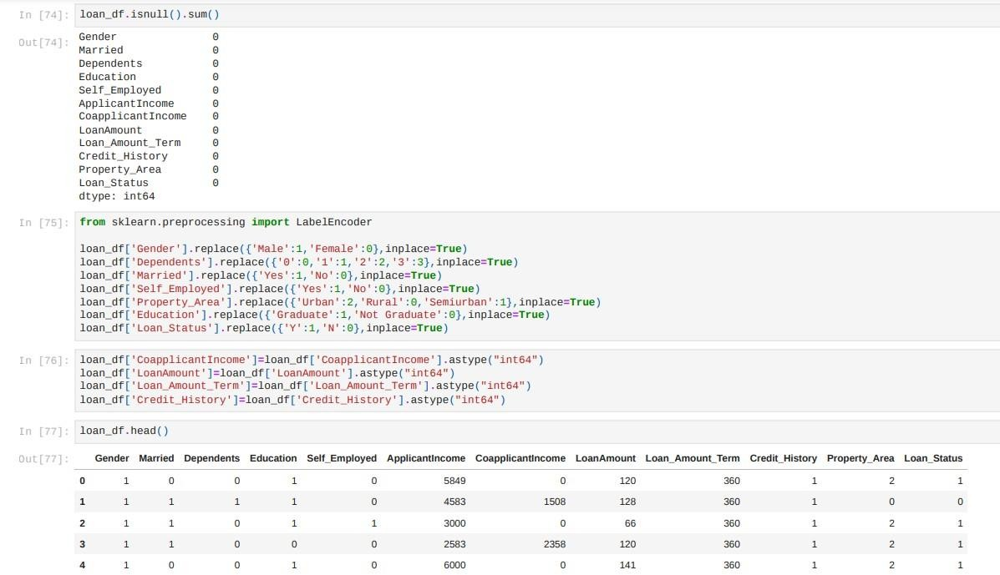 In [74]: loan_df.isnull().sum()
Out[74]: Gender 0
Married 0
Dependents 0
Education 0
Self_Employed 0
ApplicantIncome 0
CoapplicantIncome 0
LoanAmount 0
Loan_Amount_Term 0
Credit_History 0
Property_Area 0
Loan_Status 0
dtype: int64
In [75]: from sklearn.preprocessing import LabelEncoder
loan_df['Gender'].replace({'Male':1,'Female':0},inplace=True)
loan_df['Dependents'].replace({'0':0,'1':1,'2':2,'3':3},inplace=True)
loan_df['Married'].replace({'Yes':1,'No':0},inplace=True)
loan_df['Self_Employed'].replace({'Yes':1,'No':0},inplace=True)
loan_df['Property_Area'].replace({'Urban':2,'Rural':0,'Semiurban':1},inplace=True)
loan_df['Education'].replace({'Graduate':1,'Not Graduate':0},inplace=True)
loan_df['Loan_Status'].replace({'Y':1,'N':0},inplace=True)
In [76]: loan_df['CoapplicantIncome']=loan_df['CoapplicantIncome'].astype("int64")
loan_df['LoanAmount']=loan_df['LoanAmount'].astype("int64")
loan_df['Loan_Amount_Term']=loan_df['Loan_Amount_Term'].astype("int64")
loan_df['Credit_History']=loan_df['Credit_History'].astype("int64")
In [77]: loan_df.head()
Out[77]: Gender Married Dependents Education Self_Employed ApplicantIncome CoapplicantIncome LoanAmount Loan_Amount_Term Credit_History Property_Area Loan_Status
0 1 0 0 1 0 5849 0 120 360 1 2 1
1 1 1 1 1 0 4583 1508 128 360 1 0 0
2 1 1 0 1 1 3000 0 66 360 1 2 1
3 1 1 0 0 0 2583 2358 120 360 1 2 1
4 1 0 0 1 0 6000 0 141 360 1 2 1